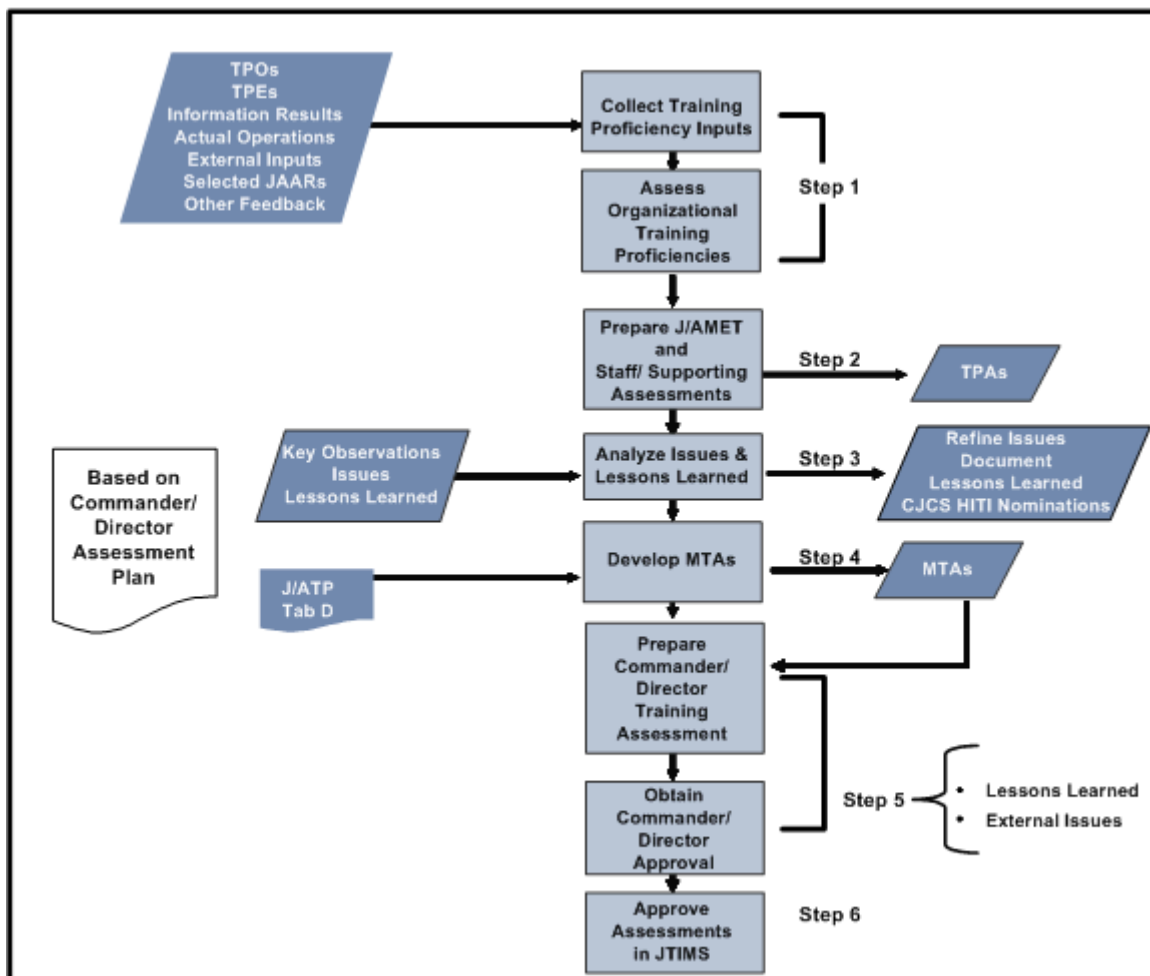 TPOs
TPEs
Information Results
Actual Operations
External Inputs
Selected JAARs
Other Feedback
Collect Training
Proficiency Inputs
Assess
Organizational
Training
Proficiencies
Step 1
Prepare J/AMET
and
Staff/ Supporting
Assessments
Step 2
TPAs
Key Observations
Issues
Lessons Learned
Analyze Issues &
Lessons Learned
Step 3
Refine Issues
Document
Lessons Learned
CJCS HITI Nominations
Based on
Commander/
Director
Assessment
Plan
J/ATP
Tab D
Develop MTAs
Step 4
MTAs
Prepare
Commander/
Director
Training
Assessment
Obtain
Commander/
Director
Approval
Step 5
• Lessons Learned
• External Issues
Approve
Assessments
in JTIMS
Step 6